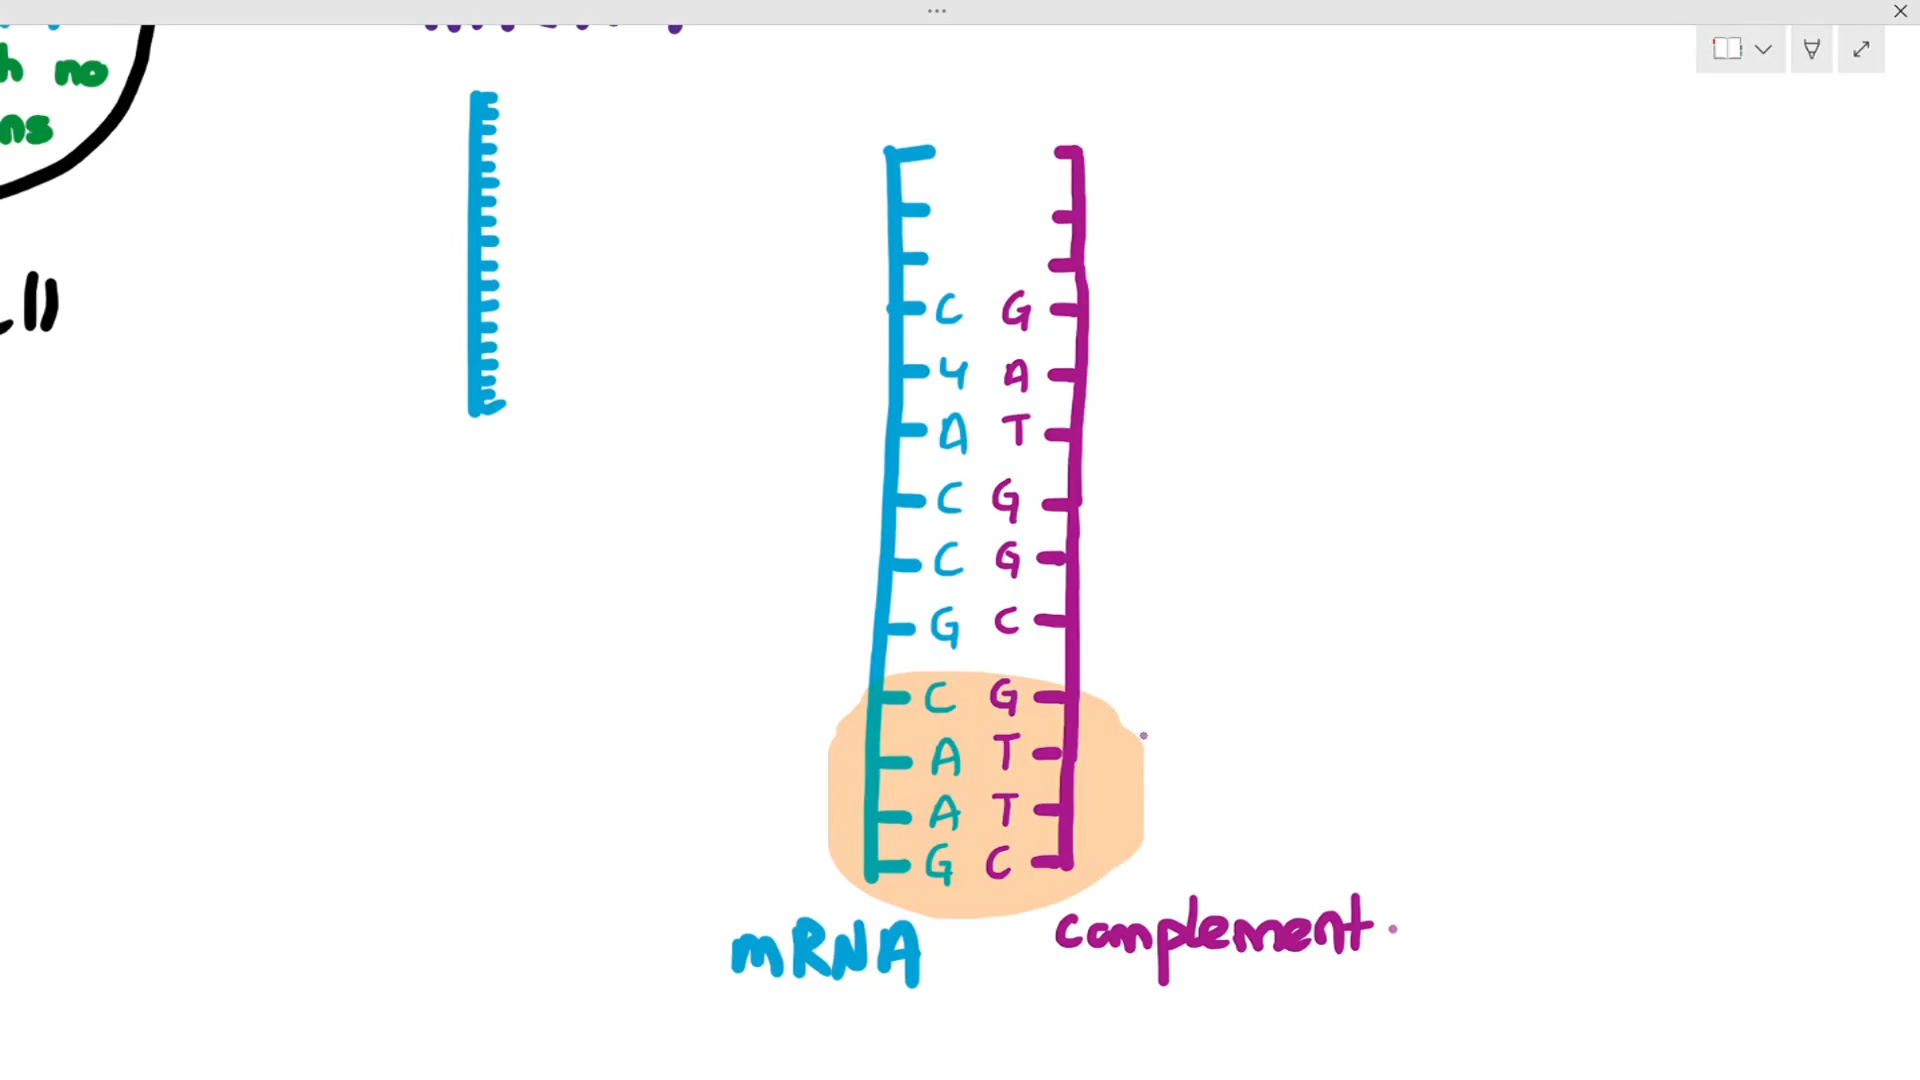 no
ns
C G
U A
A T
C G
C G
G C
C G
A T
A T
G C
mRNA complement